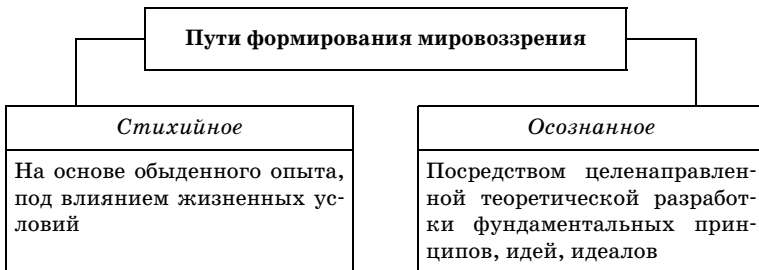 Пути формирования мировоззрения
Стихийное
На основе обыденного опыта,
под влиянием жизненных ус-
ловий
Осознанное
Посредством целенаправлен-
ной теоретической разработ-
ки фундаментальных прин-
ципов, идей, идеалов